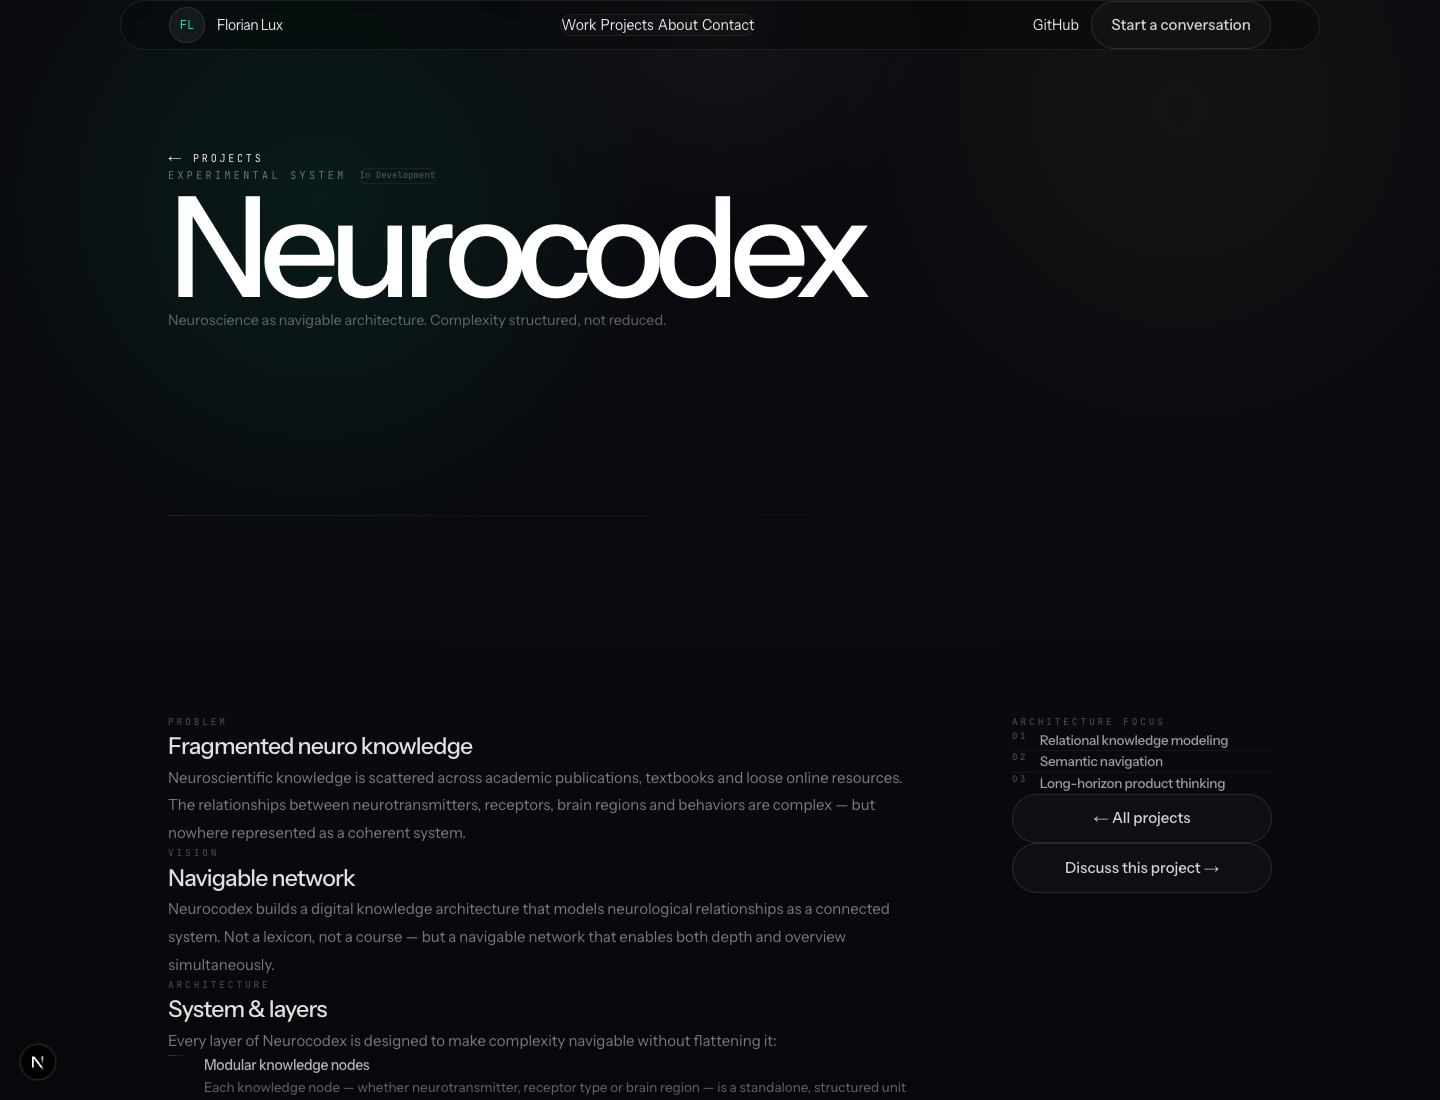 FL
Florian Lux
Work Projects About Contact
GitHub
Start a conversation
← PROJECTS
EXPERIMENTAL SYSTEM
In Development
Neurocodex
Neuroscience as navigable architecture. Complexity structured, not reduced.
PROBLEM
Fragmented neuro knowledge
Neuroscientific knowledge is scattered across academic publications, textbooks and loose online resources.
The relationships between neurotransmitters, receptors, brain regions and behaviors are complex — but
nowhere represented as a coherent system.
VISION
Navigable network
Neurocodex builds a digital knowledge architecture that models neurological relationships as a connected
system. Not a lexicon, not a course — but a navigable network that enables both depth and overview
simultaneously.
ARCHITECTURE
System & layers
Every layer of Neurocodex is designed to make complexity navigable without flattening it:
Modular knowledge nodes
Each knowledge node — whether neurotransmitter, receptor type or brain region — is a standalone, structured unit
ARCHITECTURE FOCUS
01 Relational knowledge modeling
02 Semantic navigation
03 Long-horizon product thinking
← All projects
Discuss this project →
N